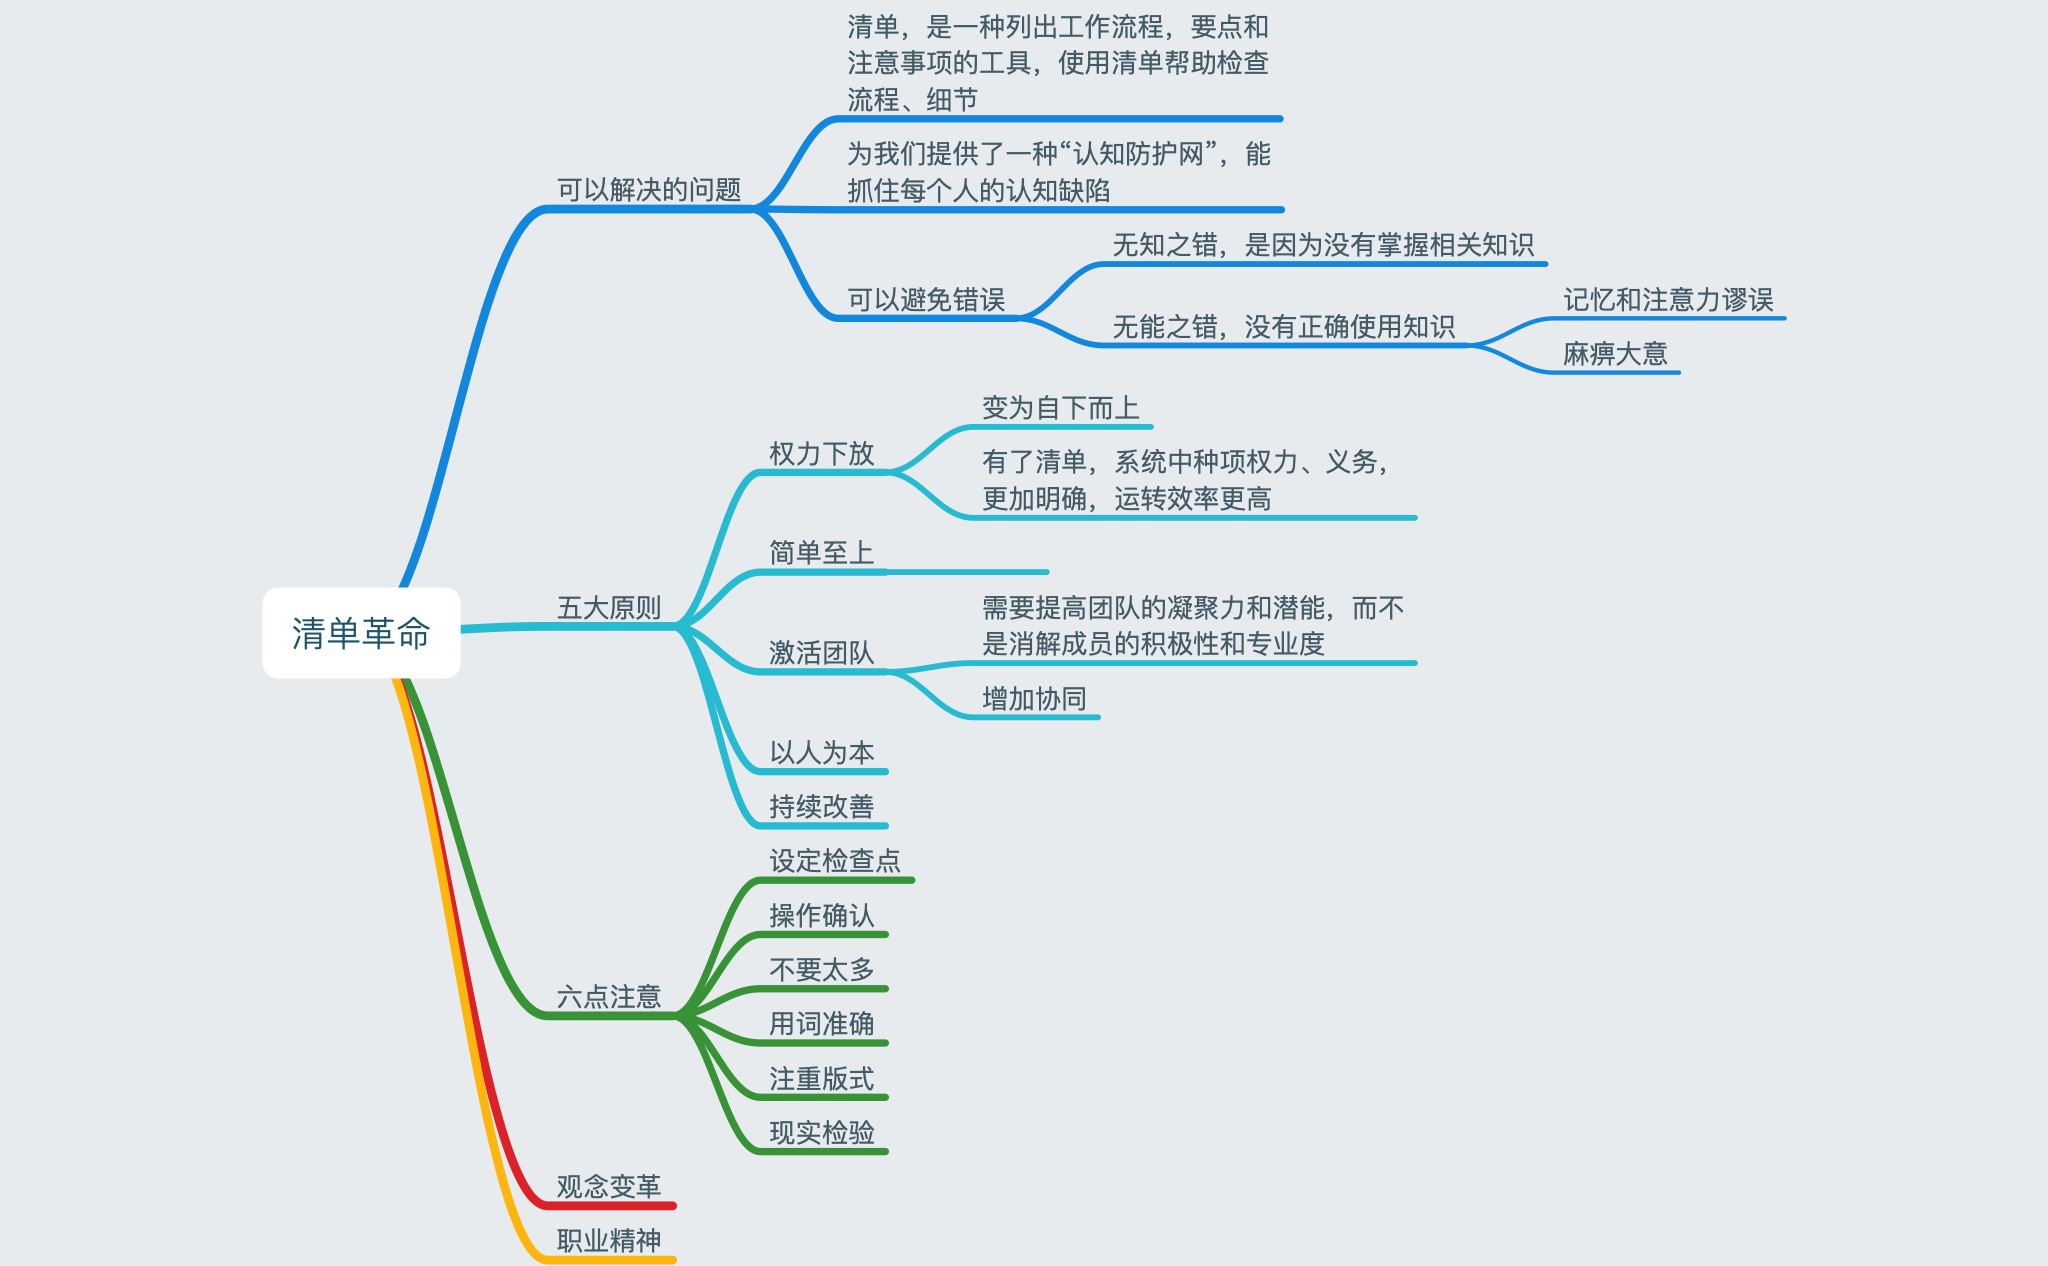 清单革命
可以解决的问题
清单，是一种列出工作流程，要点和
注意事项的工具，使用清单帮助检查
流程、细节
为我们提供了一种“认知防护网”，能
抓住每个人的认知缺陷
可以避免错误
无知之错，是因为没有掌握相关知识
无能之错，没有正确使用知识
记忆和注意力谬误
麻痹大意
五大原则
权力下放
变为自下而上
有了清单，系统中种项权力、义务，
更加明确，运转效率更高
简单至上
激活团队
需要提高团队的凝聚力和潜能，而不
是消解成员的积极性和专业度
增加协同
以人为本
持续改善
六点注意
设定检查点
操作确认
不要太多
用词准确
注重版式
现实检验
观念变革
职业精神